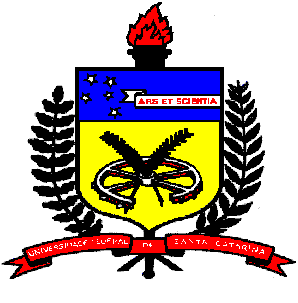 ARS ET SCIENTIA
UNIVERSIDADE FEDERAL DE SANTA CATARINA